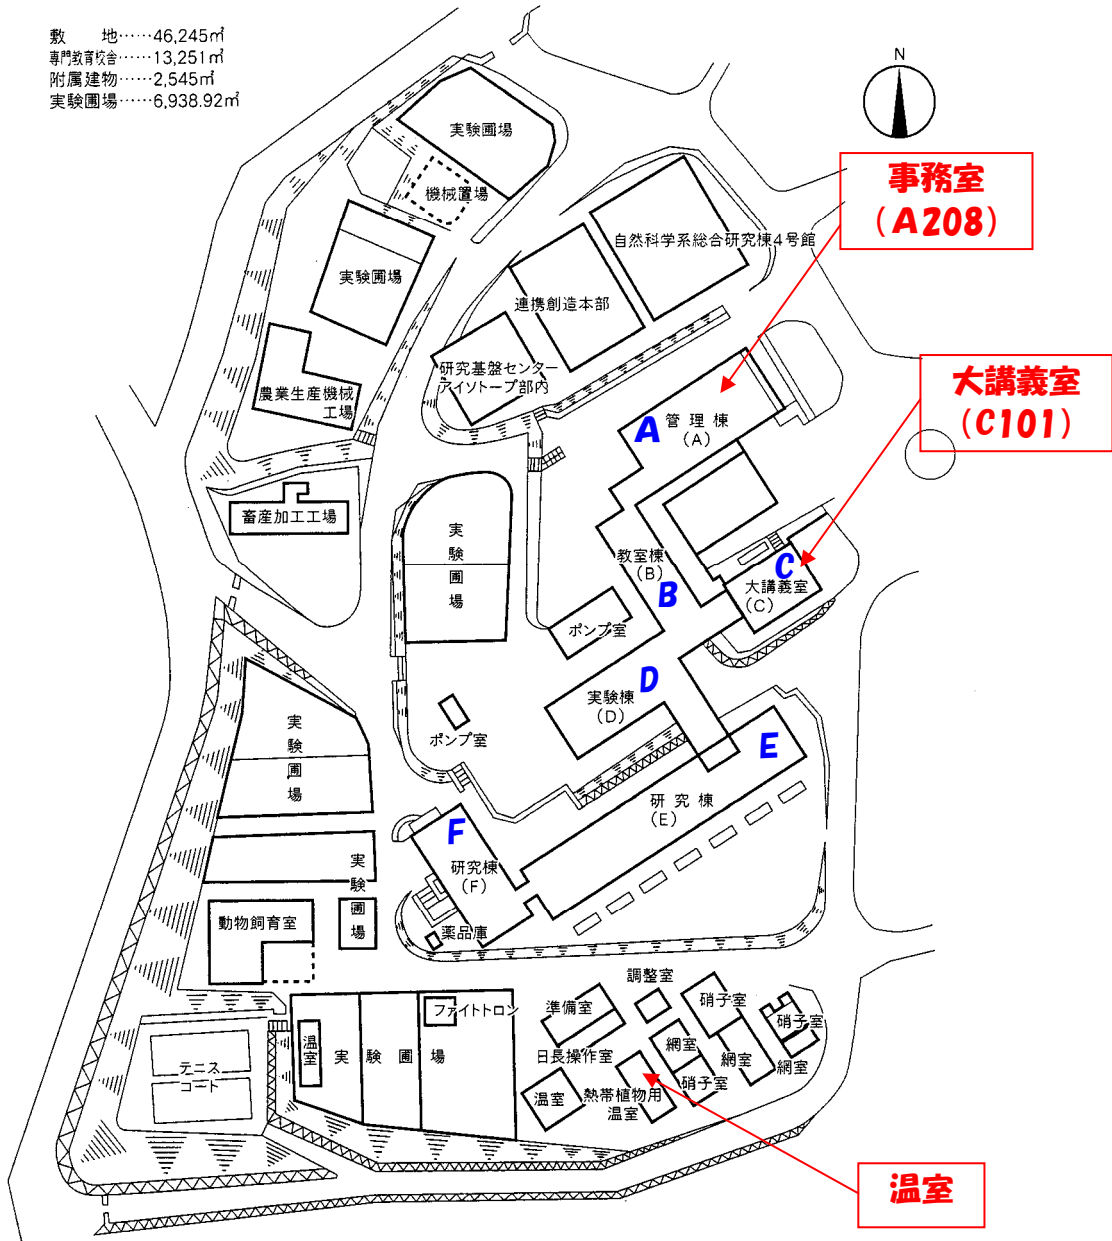 敷　　地……46,245㎡
専門教育校舎……13,251㎡
附属建物……2,545㎡
実験圃場……6,938.92㎡
N
事務室
(A208)
実験圃場
機械置場
自然科学系総合研究棟4号館
実験圃場
連携創造本部
研究基盤センター
アイソトープ部内
農業生産機械
工場
大講義室
(C101)
A
管理棟
(A)
畜産加工工場
実験圃場
教室棟
(B)
B
C
大講義室
(C)
ポンプ室
D
実験棟
(D)
ポンプ室
実験圃場
E
研究棟
(E)
F
研究棟
(F)
実験圃場
動物飼育室
薬品庫
調整室
ファイトトロン
準備室
硝子室
硝子室
温室
実験圃場
日長操作室
網室
網室
網室
テニス
コート
温室
熱帯植物用
温室
硝子室
温室